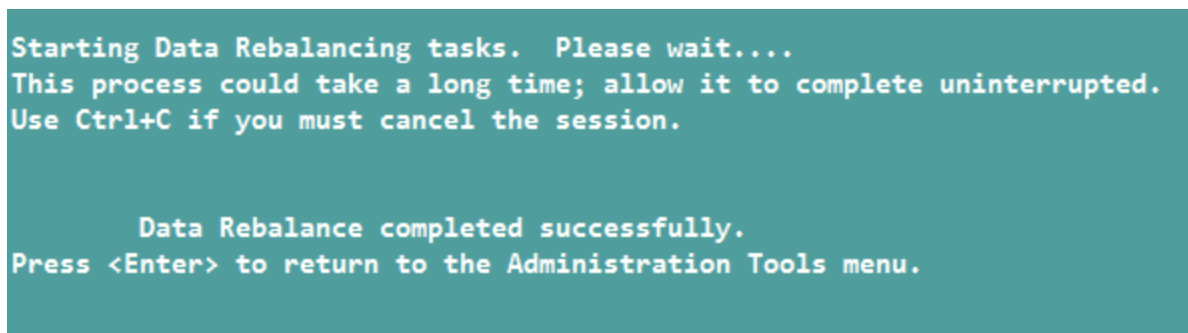 Starting Data Rebalancing tasks.  Please wait....
This process could take a long time; allow it to complete uninterrupted.
Use Ctrl+C if you must cancel the session.
Data Rebalance completed successfully.
Press <Enter> to return to the Administration Tools menu.